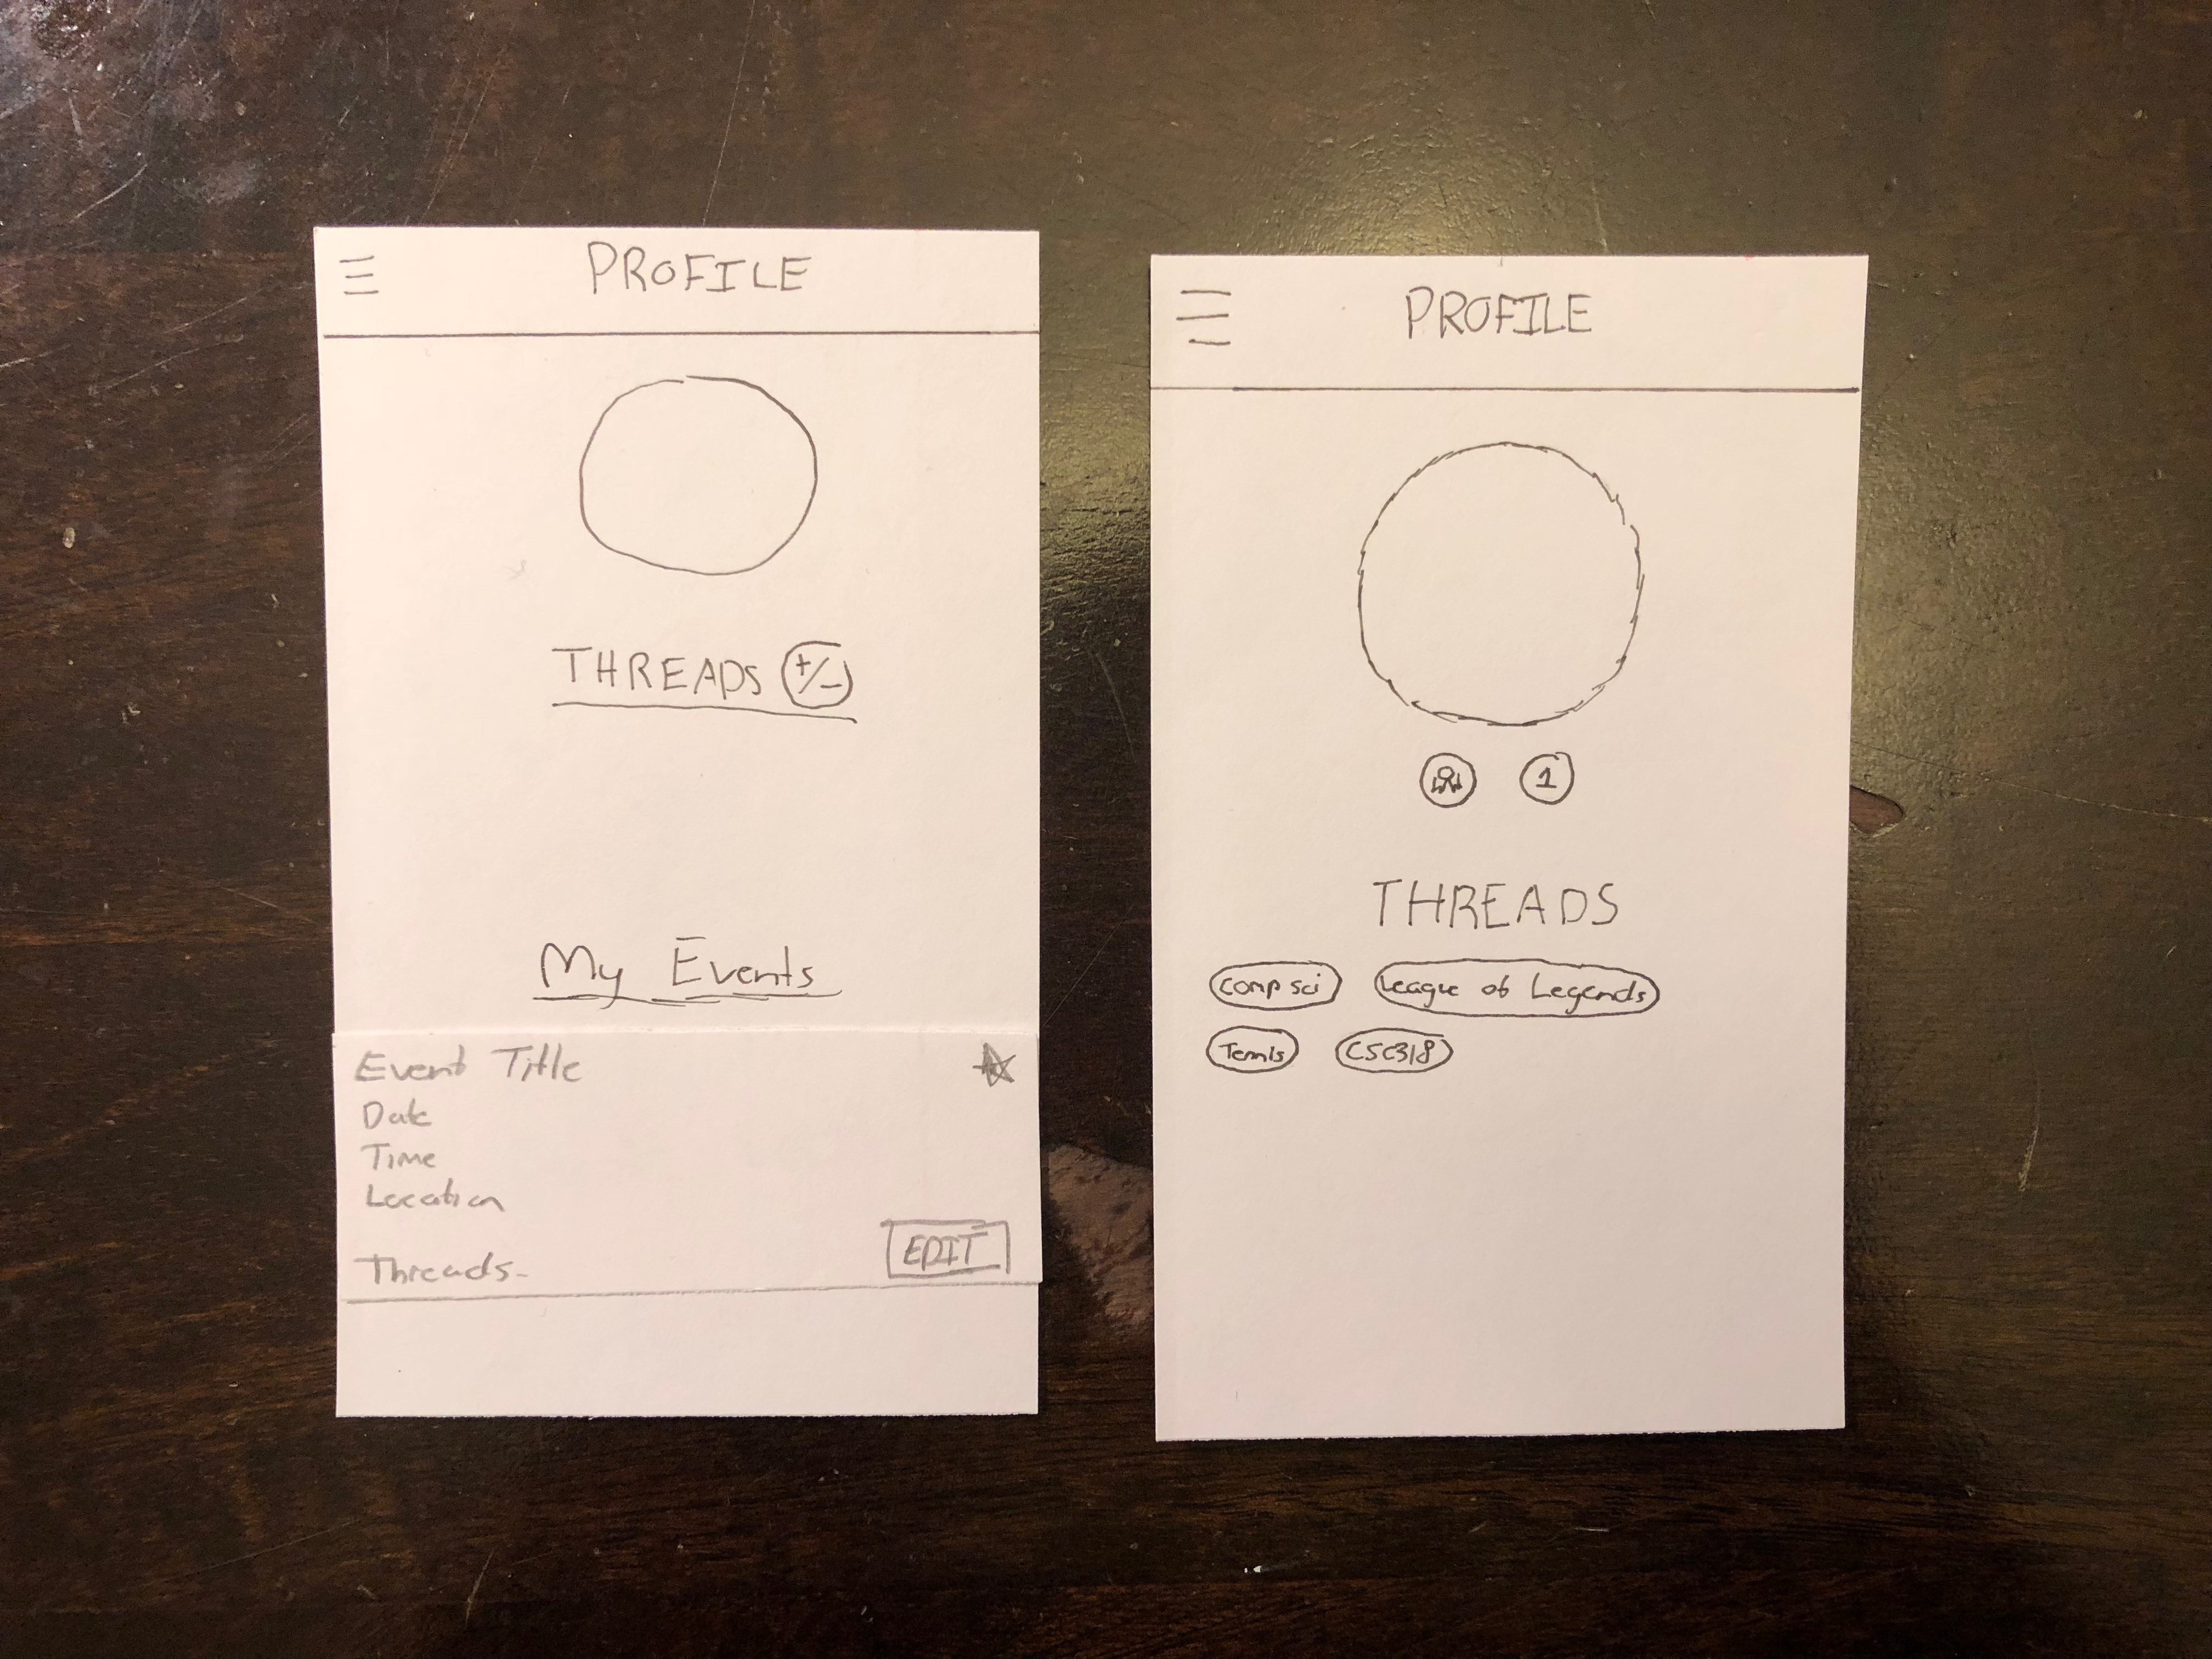 PROFILE
THREADS +/-
My Events
Event Title
Date
Time
Location
Threads-
EDIT
PROFILE
1
THREADS
Comp sci League of Legends
Tennis CSC318